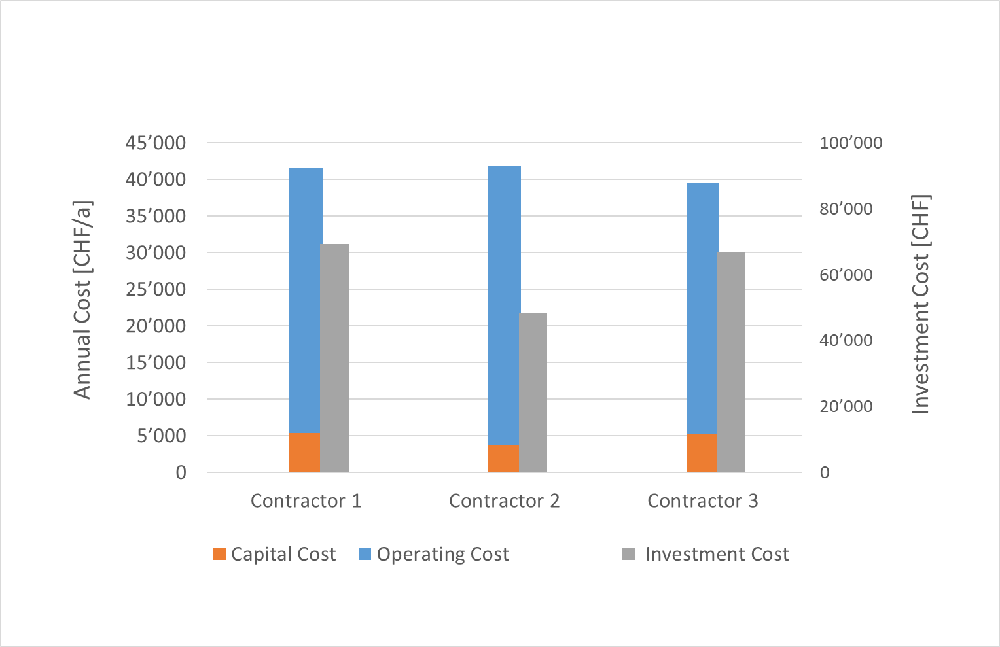 45’000
40’000
35’000
30’000
25’000
20’000
15’000
10’000
5’000
0
Annual Cost [CHF/a]
100’000
80’000
60’000
40’000
20’000
0
Investment Cost [CHF]
Contractor 1
Contractor 2
Contractor 3
Capital Cost
Operating Cost
Investment Cost